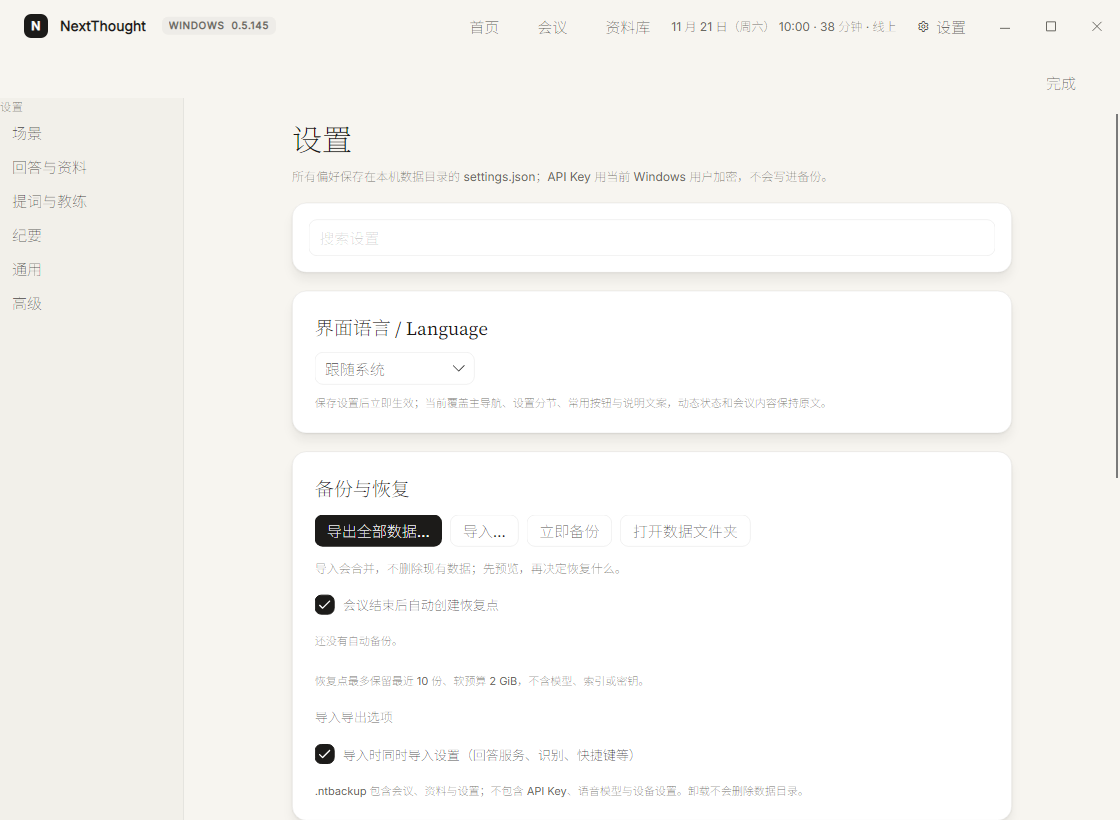 N NextThought WINDOWS 0.5.145 首页 会议 资料库 11 月 21 日（周六） 10:00 · 38 分钟 · 线上 设置
完成
设置
场景
回答与资料
提词与教练
纪要
通用
高级
设置
所有偏好保存在本机数据目录的 settings.json；API Key 用当前 Windows 用户加密，不会写进备份。
搜索设置
界面语言 / Language
跟随系统
保存设置后立即生效；当前覆盖主导航、设置分节、常用按钮与说明文案，动态状态和会议内容保持原文。
备份与恢复
导出全部数据... 导入... 立即备份 打开数据文件夹
导入会合并，不删除现有数据；先预览，再决定恢复什么。
会议结束后自动创建恢复点
还没有自动备份。
恢复点最多保留最近 10 份、软预算 2 GiB，不含模型、索引或密钥。
导入导出选项
导入时同时导入设置（回答服务、识别、快捷键等）
.ntbackup 包含会议、资料与设置；不包含 API Key、语音模型与设备设置。卸载不会删除数据目录。